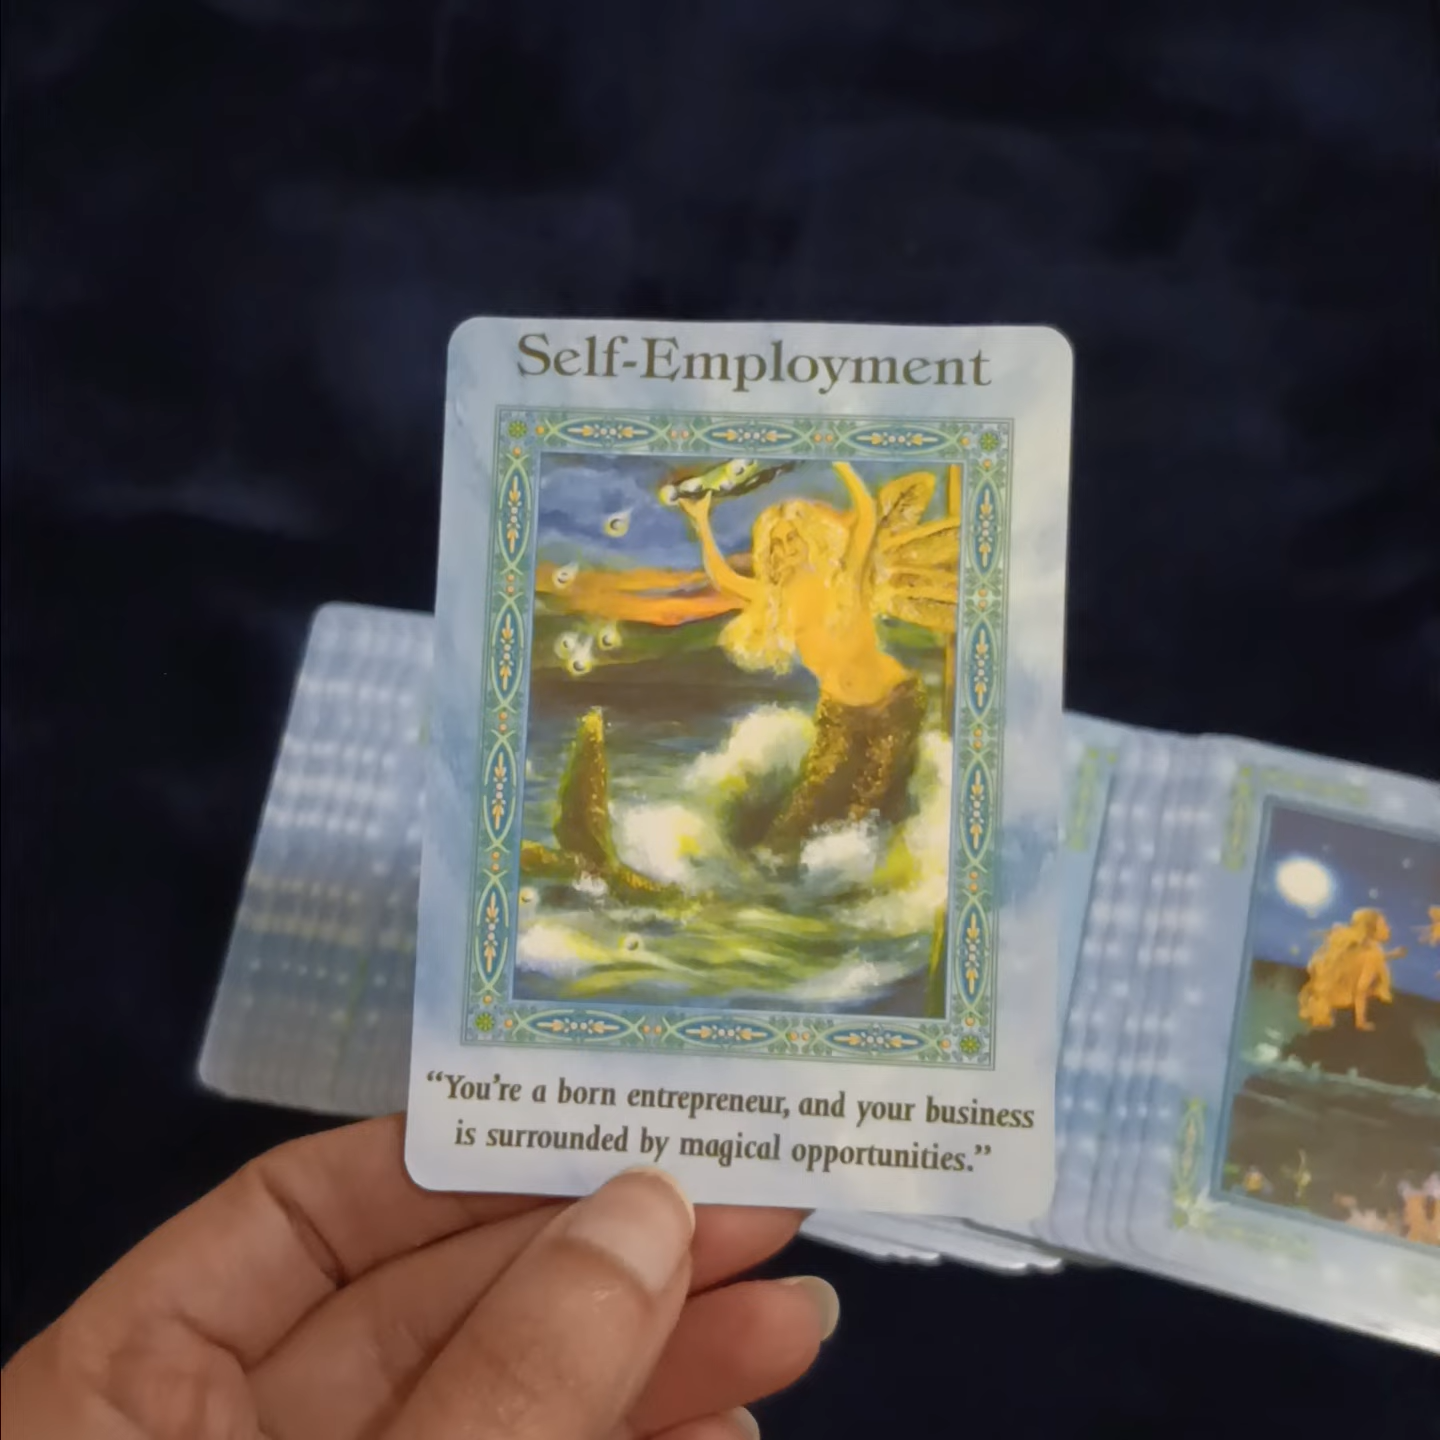 Self-Employment
“You’re a born entrepreneur, and your business
is surrounded by magical opportunities.”